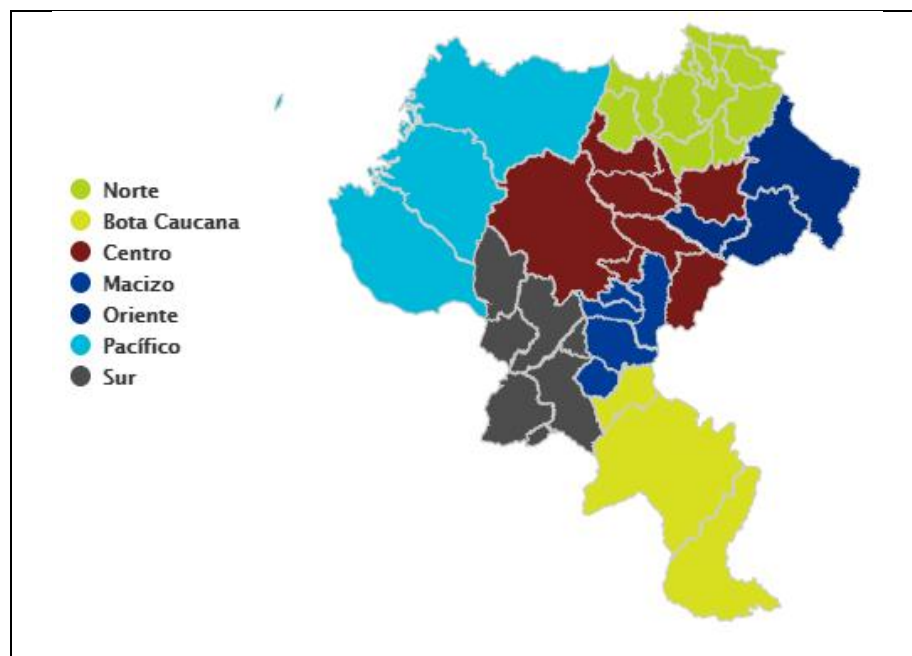 Norte
Bota Caucana
Centro
Macizo
Oriente
Pacífico
Sur